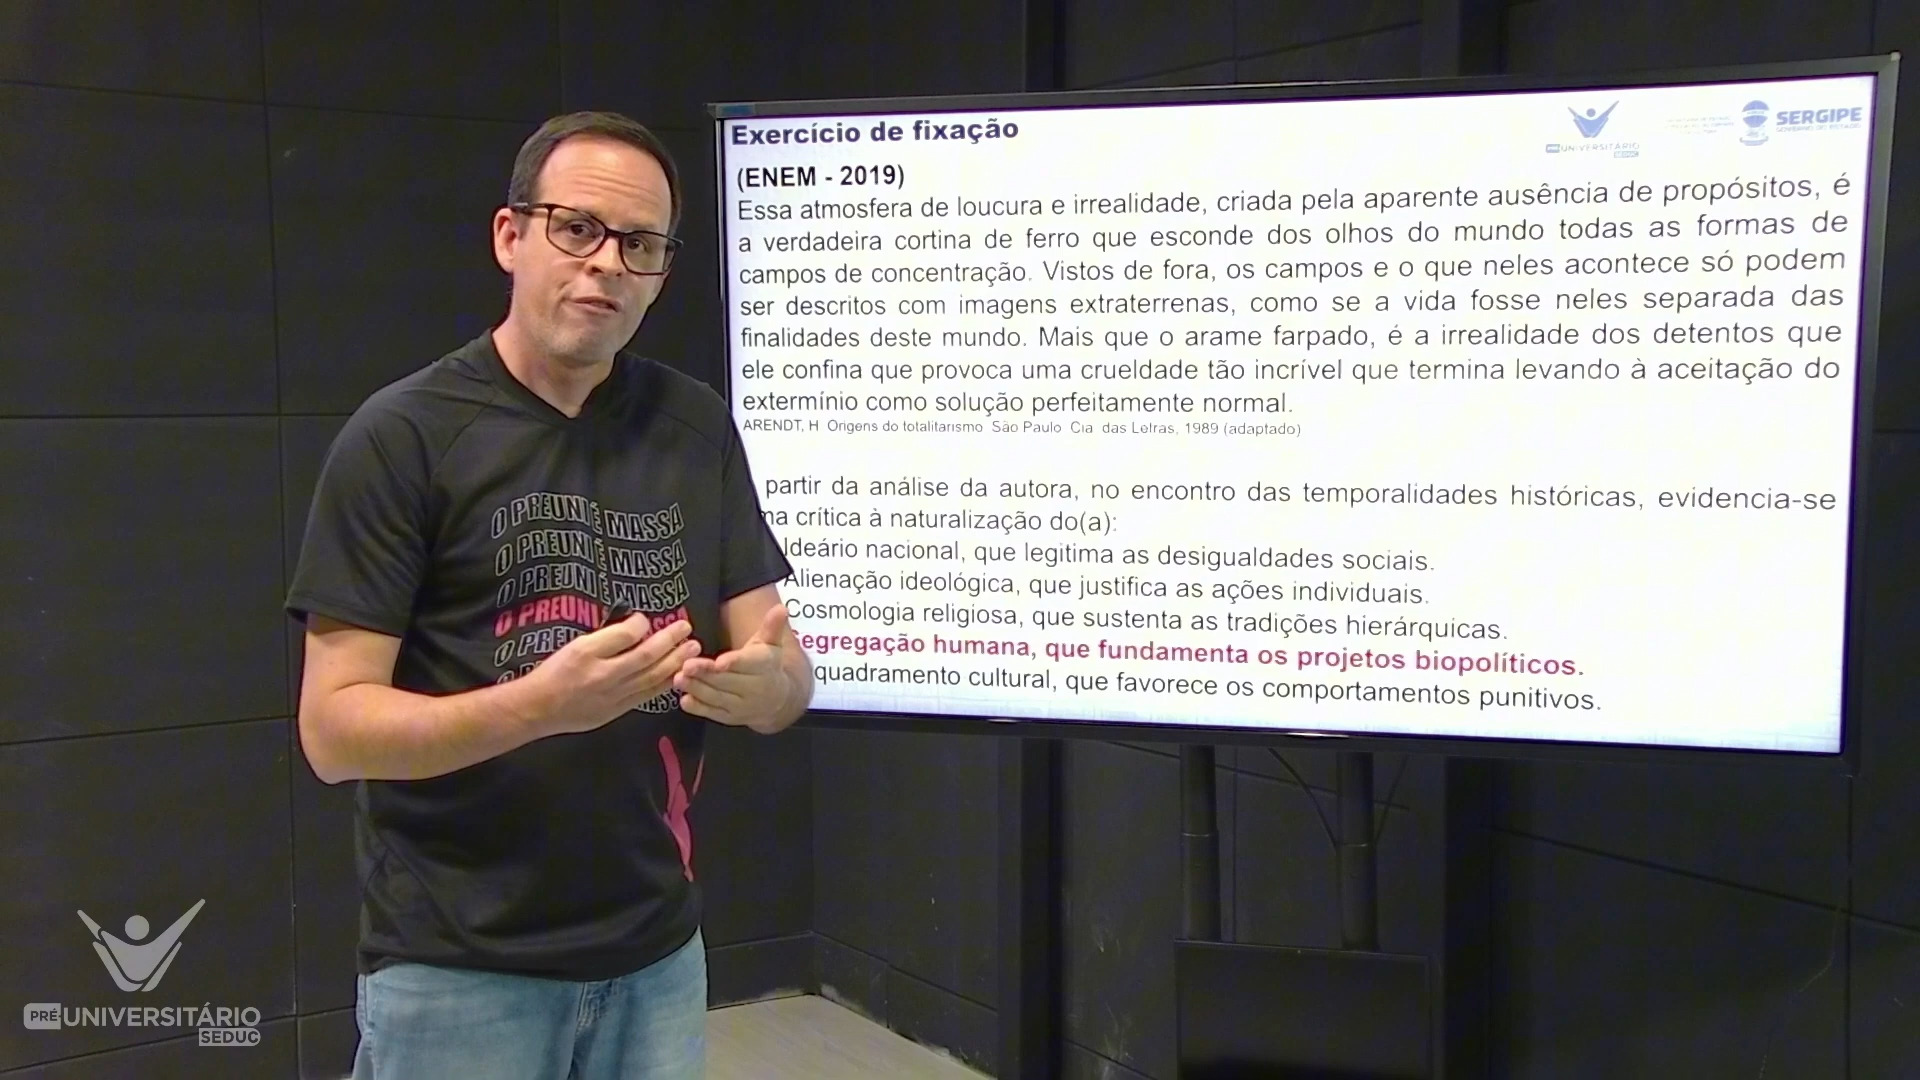 Exercício de fixação
PRÉ-UNIVERSITÁRIO
SEDUC
SERGIPE
GOVERNO DO ESTADO
(ENEM - 2019)
Essa atmosfera de loucura e irrealidade, criada pela aparente ausência de propósitos, é
a verdadeira cortina de ferro que esconde dos olhos do mundo todas as formas de
campos de concentração. Vistos de fora, os campos e o que neles acontece só podem
ser descritos com imagens extraterrenas, como se a vida fosse neles separada das
finalidades deste mundo. Mais que o arame farpado, é a irrealidade dos detentos que
ele confina que provoca uma crueldade tão incrível que termina levando à aceitação do
extermínio como solução perfeitamente normal.
ARENDT, H Origens do totalitarismo São Paulo Cia das Letras, 1989 (adaptado)
partir da análise da autora, no encontro das temporalidades históricas, evidencia-se
ma crítica à naturalização do(a):
Ideário nacional, que legitima as desigualdades sociais.
Alienação ideológica, que justifica as ações individuais.
Cosmologia religiosa, que sustenta as tradições hierárquicas.
Segregação humana, que fundamenta os projetos biopolíticos.
quadramento cultural, que favorece os comportamentos punitivos.
O PREUNI É MASSA
O PREUNI É MASSA
O PREUNI É MASSA
O PREUNI MASSA
O PREU
PRÉ-UNIVERSITÁRIO
SEDUC